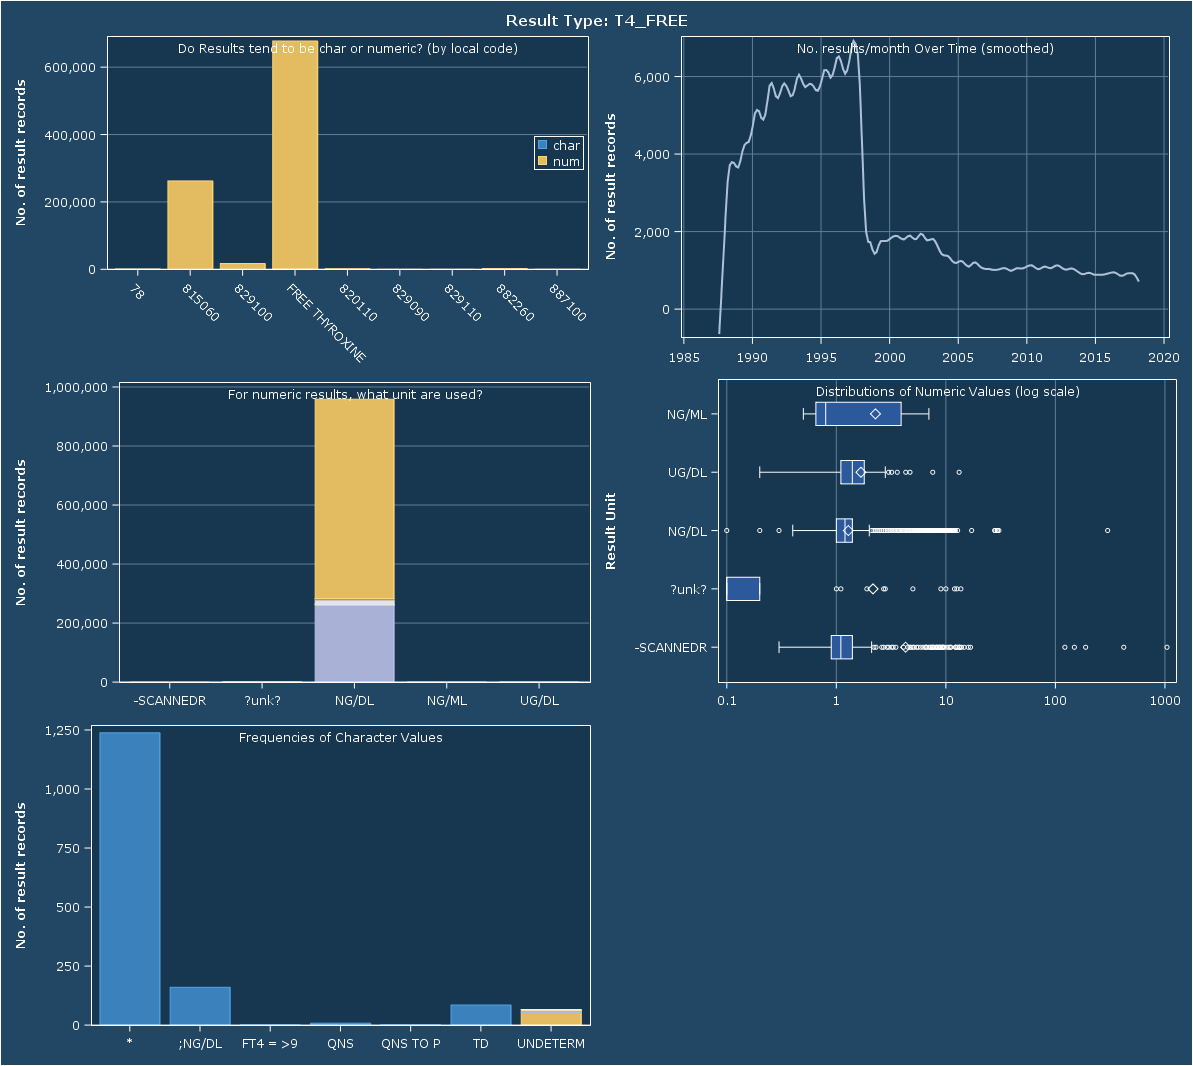 Result Type: T4_FREE
Do Results tend to be char or numeric? (by local code)
No. of result records
600,000
400,000
200,000
0
char
num
78
815060
829100
FREE THYROXINE
820110
829090
829110
882260
887100
No. results/month Over Time (smoothed)
No. of result records
6,000
4,000
2,000
0
1985
1990
1995
2000
2005
2010
2015
2020
For numeric results, what unit are used?
No. of result records
1,000,000
800,000
600,000
400,000
200,000
0
-SCANNEDR
?unk?
NG/DL
NG/ML
UG/DL
Distributions of Numeric Values (log scale)
Result Unit
NG/ML
UG/DL
NG/DL
?unk?
-SCANNEDR
0.1
1
10
100
1000
Frequencies of Character Values
No. of result records
1,250
1,000
750
500
250
0
*
;NG/DL
FT4 = >9
QNS
QNS TO P
TD
UNDETERM